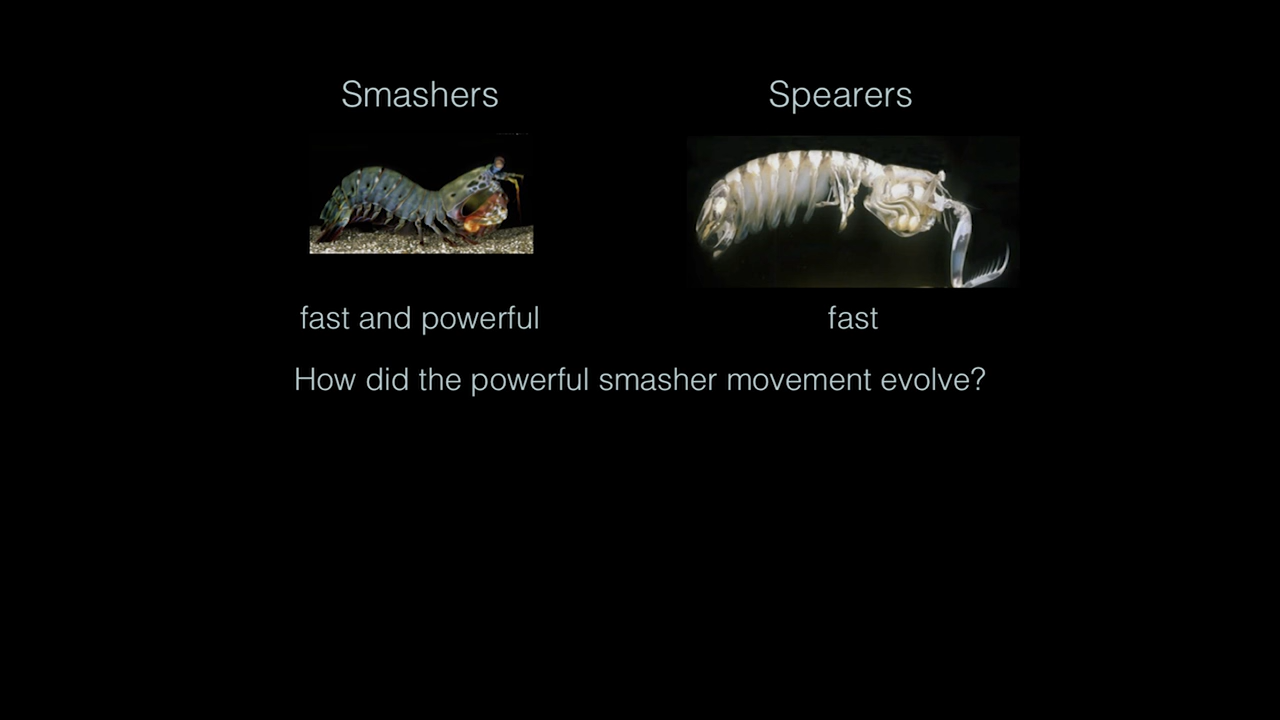 Smashers
Spearers
fast and powerful
fast
How did the powerful smasher movement evolve?